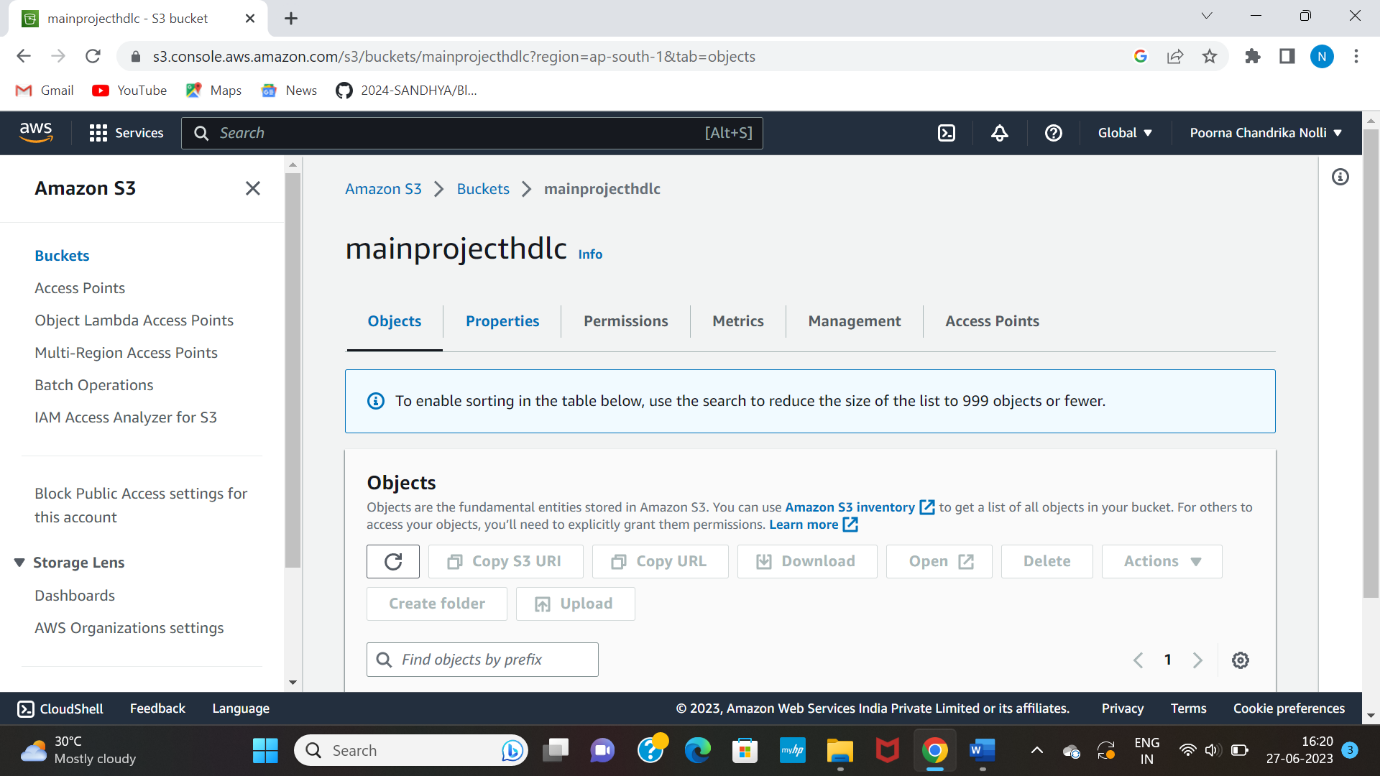 mainprojecthdlc - S3 bucket
s3.console.aws.amazon.com/s3/buckets/mainprojecthdlc?region=ap-south-1&tab=objects
N
Gmail YouTube Maps News 2024-SANDHYA/BI...
aws Services Search [Alt+S] Global Poorna Chandrika Nolli
Amazon S3
Buckets
Access Points
Object Lambda Access Points
Multi-Region Access Points
Batch Operations
IAM Access Analyzer for S3
Block Public Access settings for
this account
Storage Lens
Dashboards
AWS Organizations settings
Amazon S3 > Buckets > mainprojecthdlc
mainprojecthdlc Info
Objects Properties Permissions Metrics Management Access Points
To enable sorting in the table below, use the search to reduce the size of the list to 999 objects or fewer.
Objects
Objects are the fundamental entities stored in Amazon S3. You can use Amazon S3 inventory to get a list of all objects in your bucket. For others to
access your objects, you'll need to explicitly grant them permissions. Learn more
Copy S3 URI Copy URL Download Open Delete Actions
Create folder Upload
Find objects by prefix 1
CloudShell Feedback Language © 2023, Amazon Web Services India Private Limited or its affiliates. Privacy Terms Cookie preferences
30°C
Mostly cloudy
Search
myhp
ENG
IN
16:20
27-06-2023
3